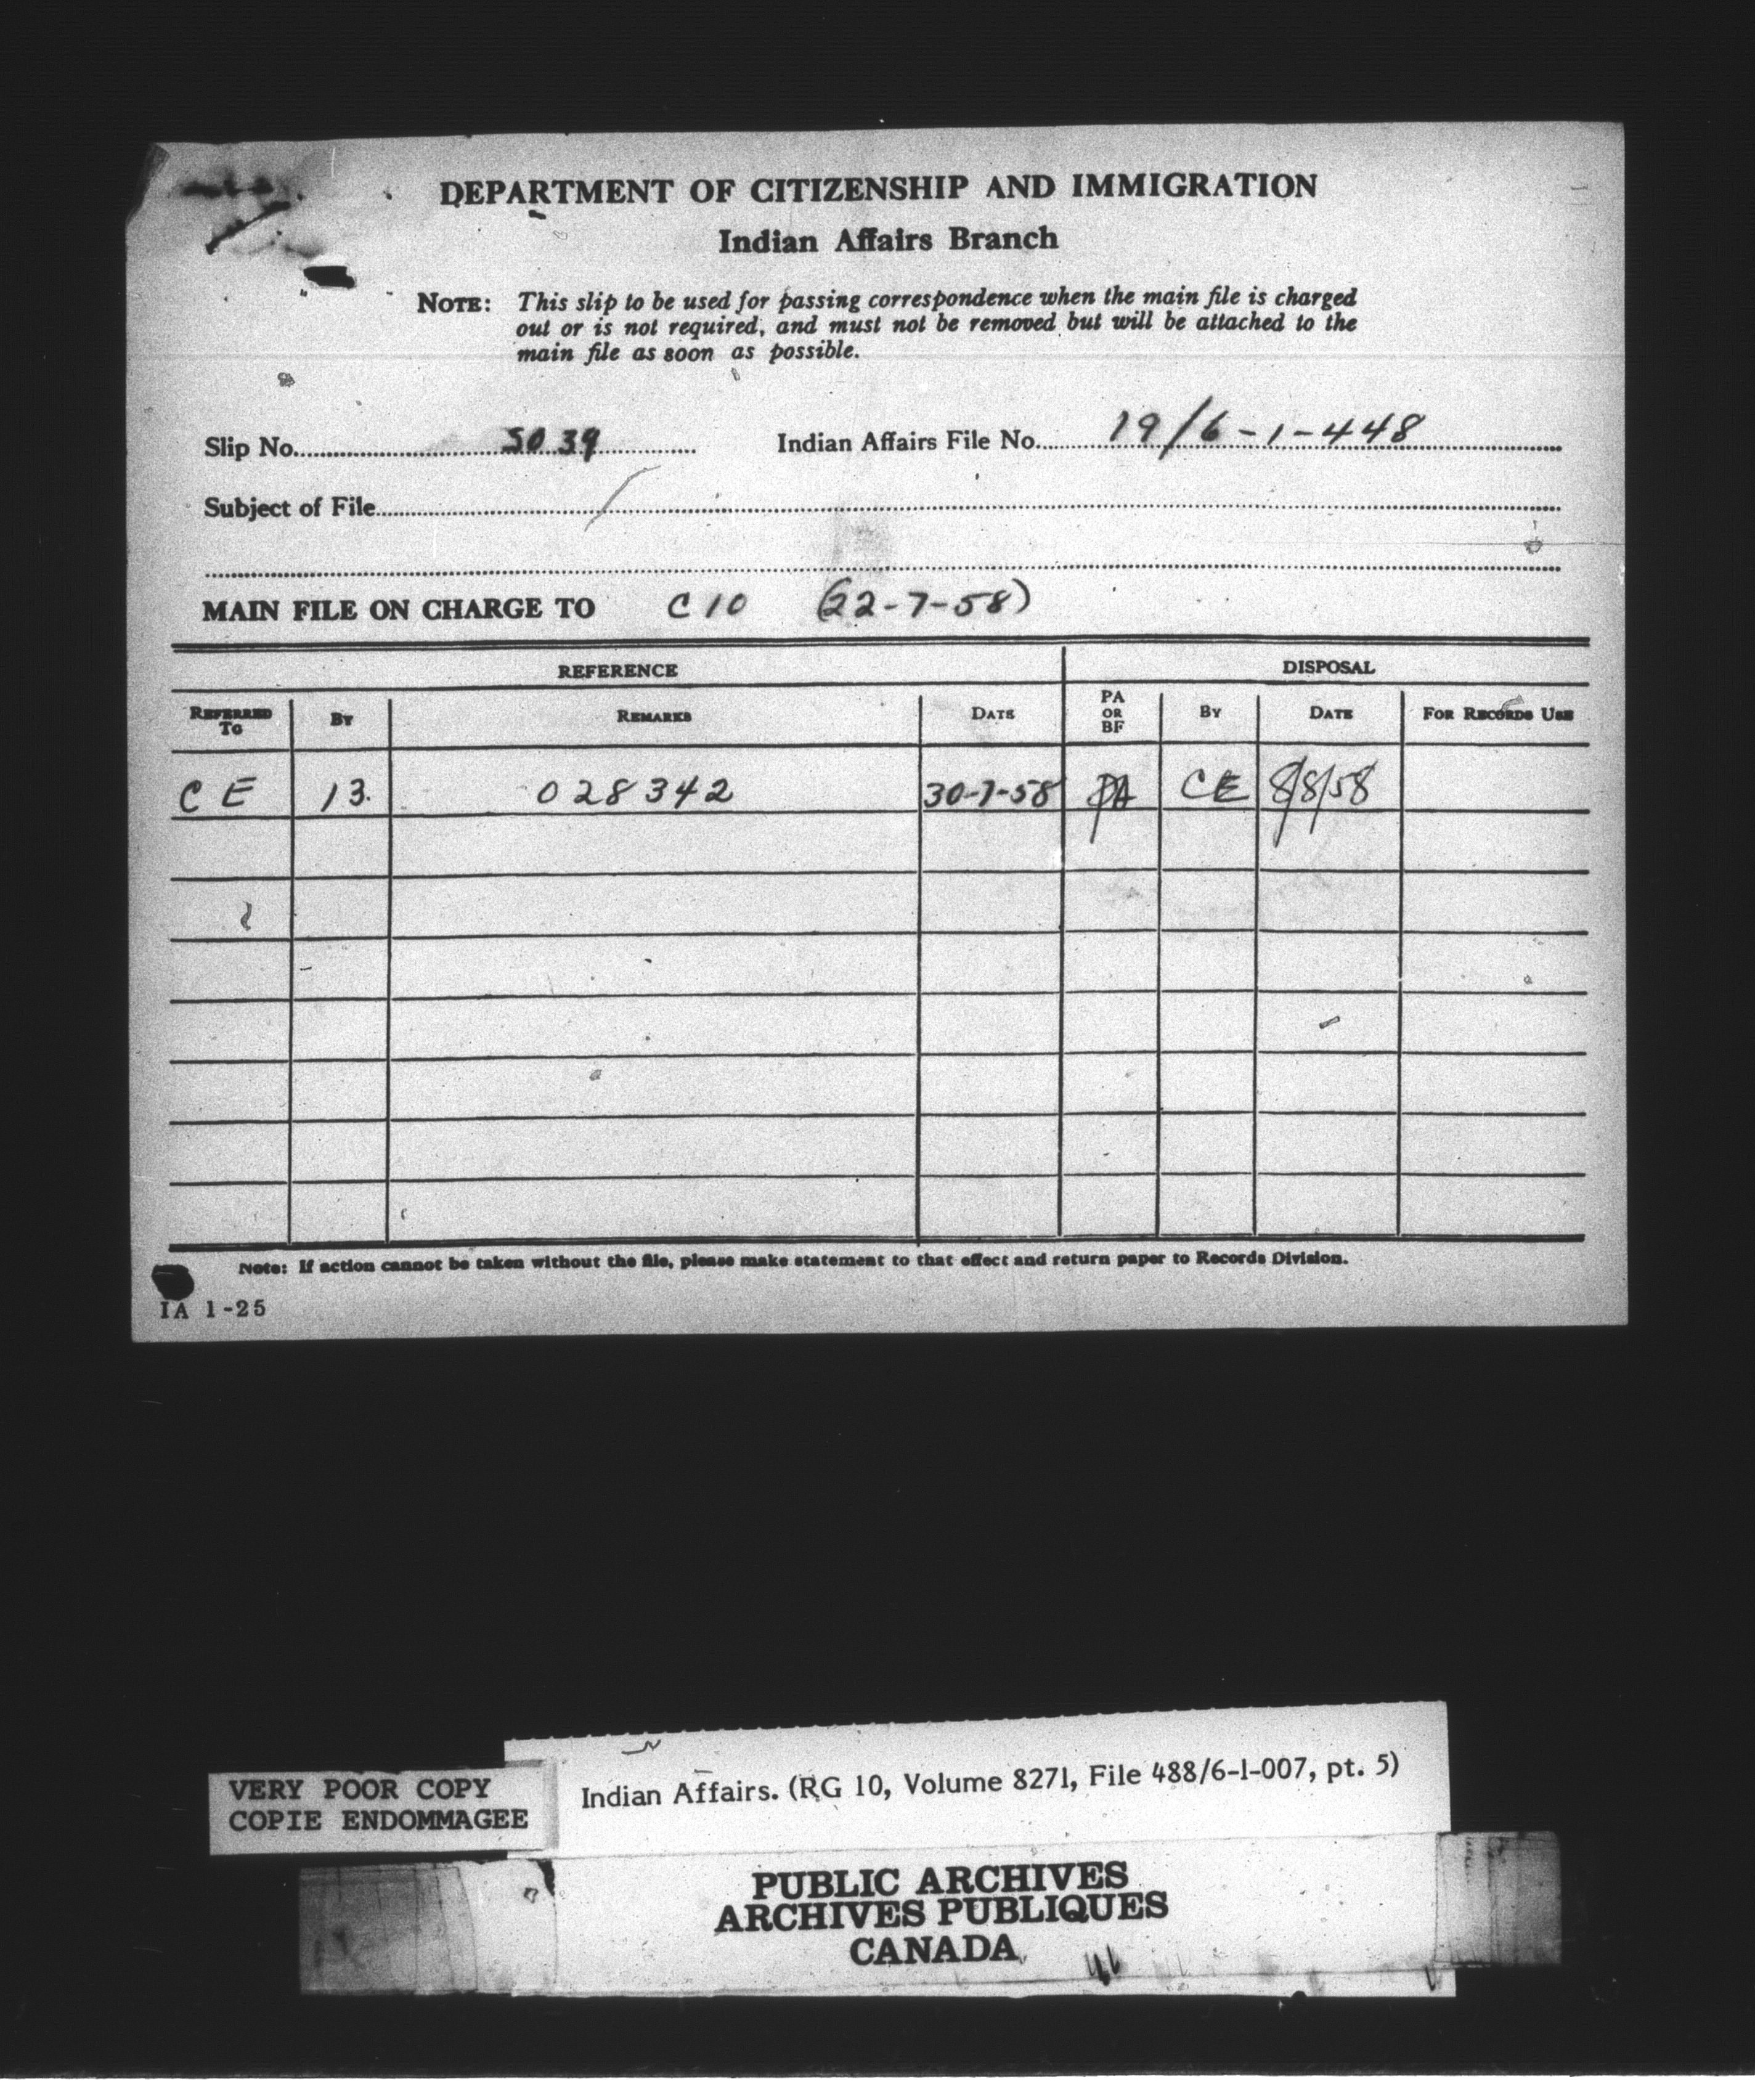 DEPARTMENT OF CITIZENSHIP AND IMMIGRATION
Indian Affairs Branch
NOTE: This slip to be used for passing correspondence when the main file is charged
out or is not required, and must not be removed but will be attached to the
main file as soon as possible.
Slip No. 5039 Indian Affairs File No. 19/6-1-448
Subject of File
MAIN FILE ON CHARGE TO C10 (22-7-58)
REFERENCE DISPOSAL
REFERRED TO BY REMARKS DATE PA OR BF BY DATE FOR RECORDS USE
CE 13. 028342 30-7-58 PA CE 8/8/58
Note: If action cannot be taken without the file, please make statement to that effect and return paper to Records Division.
IA 1-25
VERY POOR COPY
COPIE ENDOMMAGEE
Indian Affairs. (RG 10, Volume 8271, File 488/6-1-007, pt. 5)
PUBLIC ARCHIVES
ARCHIVES PUBLIQUES
CANADA